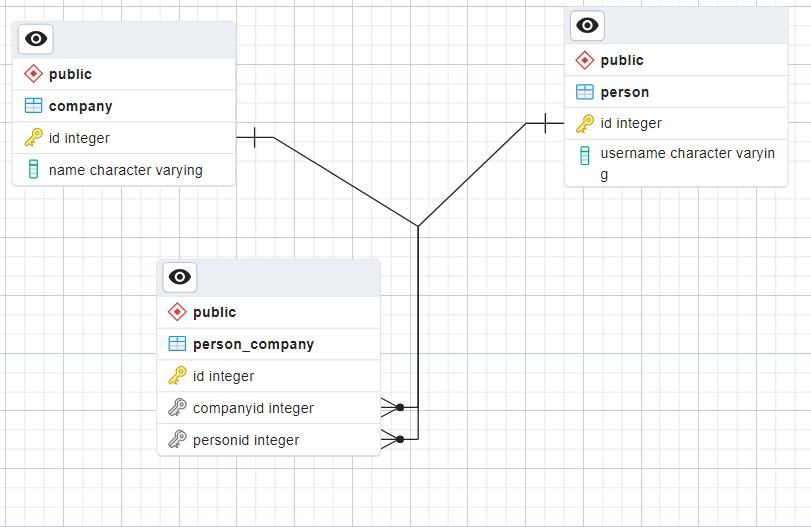 public
company
id integer
name character varying
public
person
id integer
username character varyin
g
public
person_company
id integer
companyid integer
personid integer